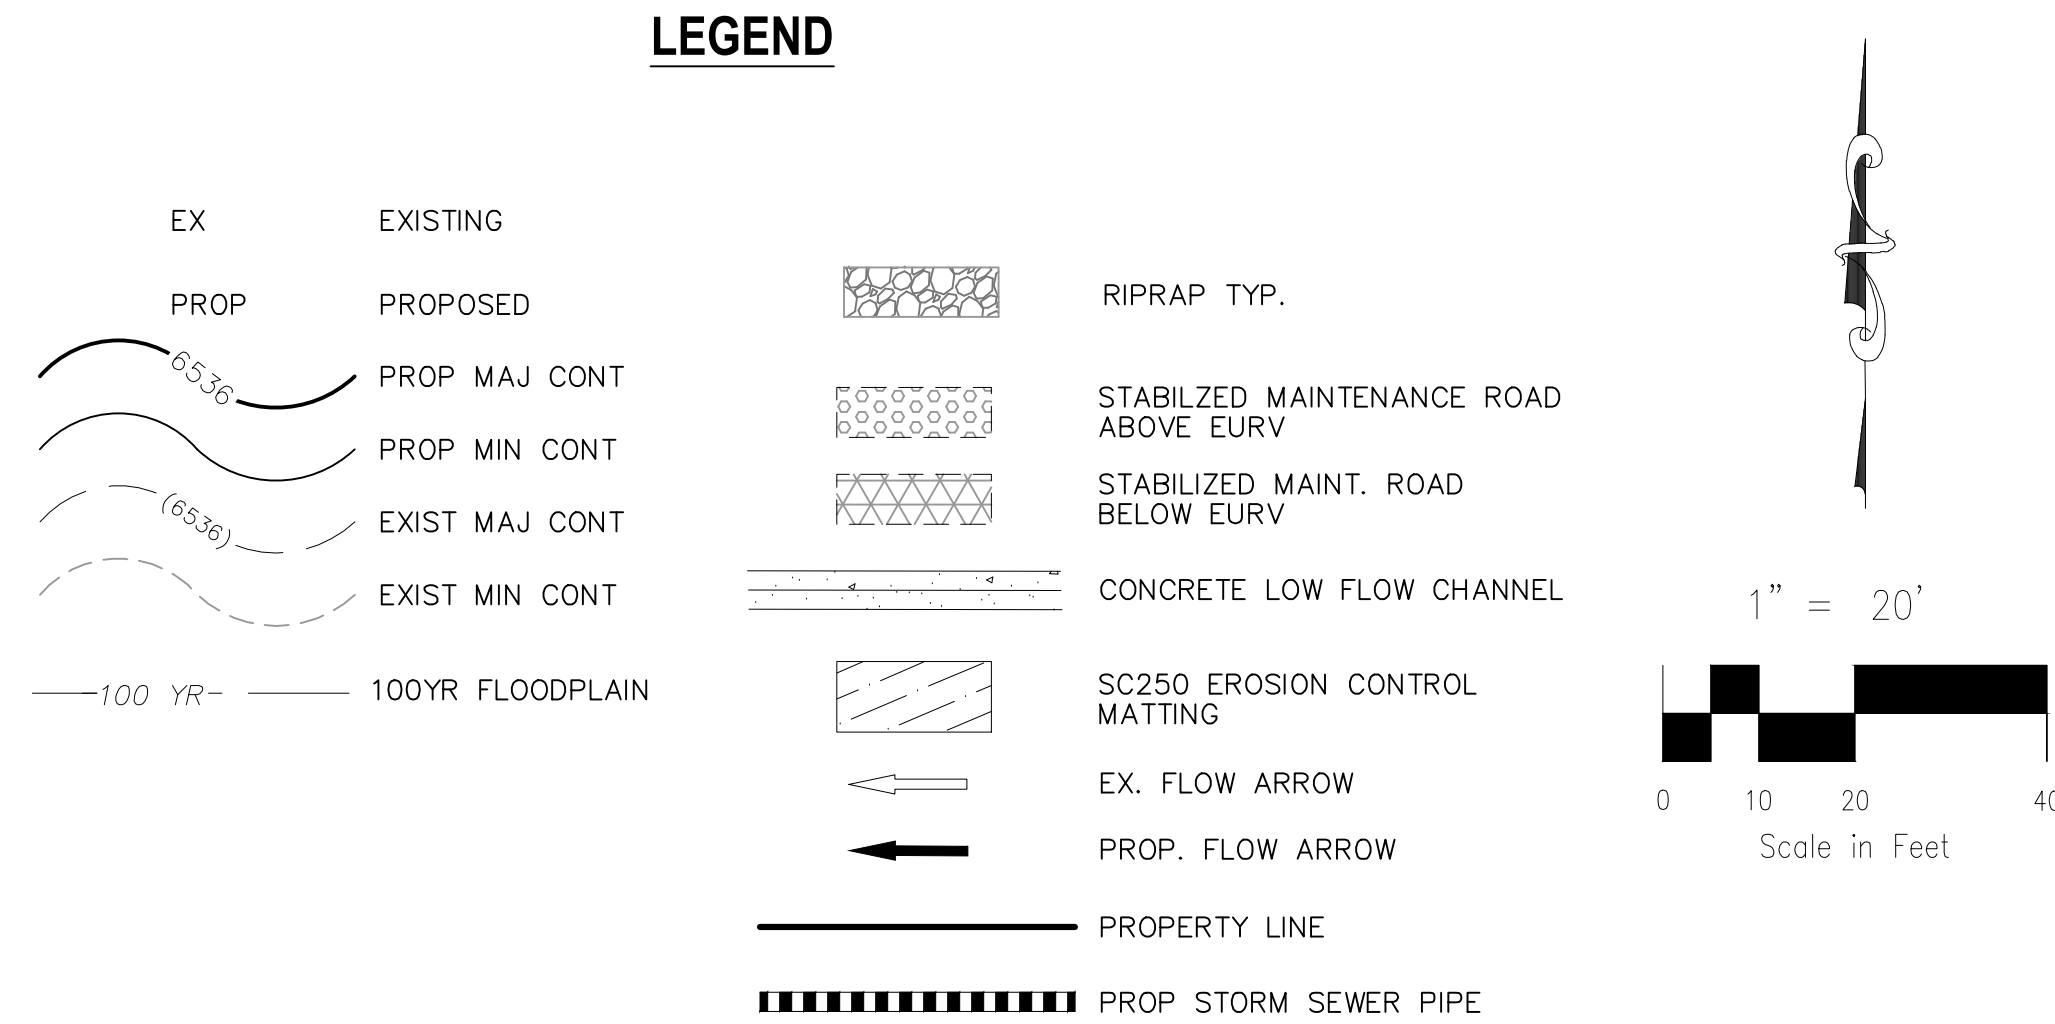 LEGEND
EX EXISTING
PROP PROPOSED
6536 PROP MAJ CONT
PROP MIN CONT
(6536) EXIST MAJ CONT
EXIST MIN CONT
100 YR 100YR FLOODPLAIN
RIPRAP TYP.
STABILZED MAINTENANCE ROAD
ABOVE EURV
STABILIZED MAINT. ROAD
BELOW EURV
CONCRETE LOW FLOW CHANNEL
SC250 EROSION CONTROL
MATTING
EX. FLOW ARROW
PROP. FLOW ARROW
PROPERTY LINE
PROP STORM SEWER PIPE
1" = 20'
0 10 20 40
Scale in Feet